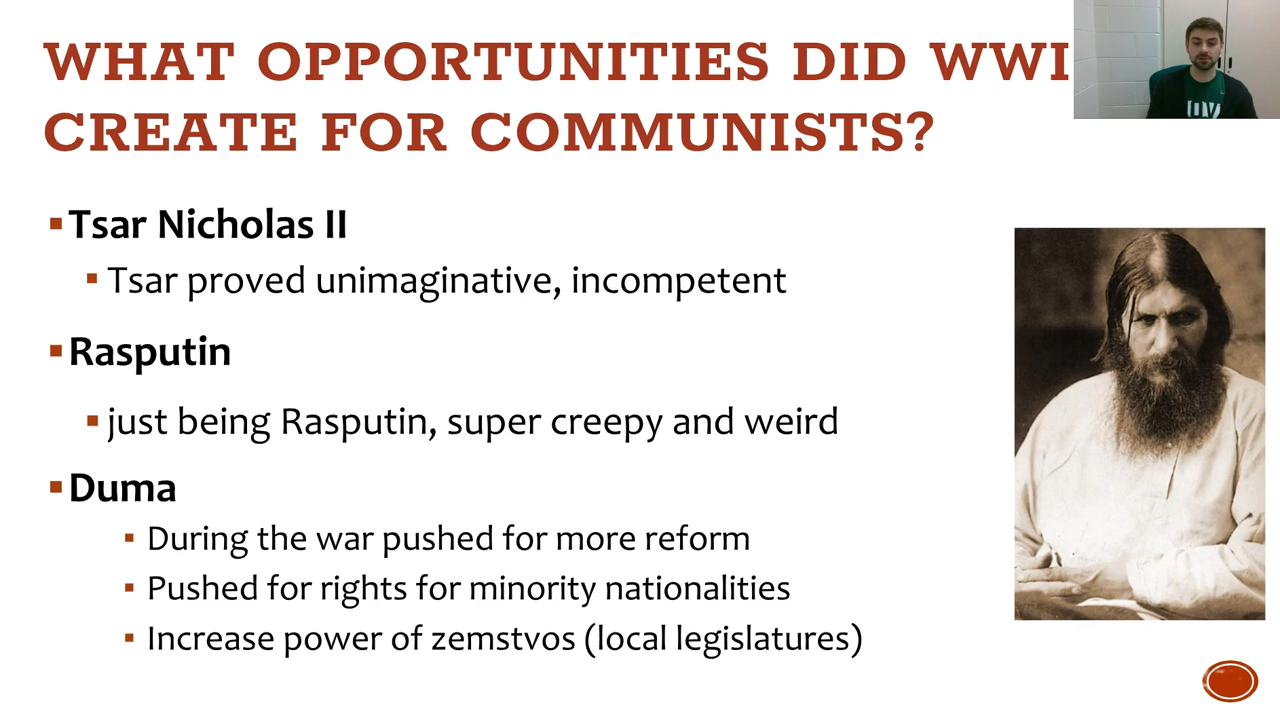 WHAT OPPORTUNITIES DID WWI
CREATE FOR COMMUNISTS?
▪Tsar Nicholas II
▪ Tsar proved unimaginative, incompetent
▪Rasputin
▪ just being Rasputin, super creepy and weird
▪Duma
▪ During the war pushed for more reform
▪ Pushed for rights for minority nationalities
▪ Increase power of zemstvos (local legislatures)